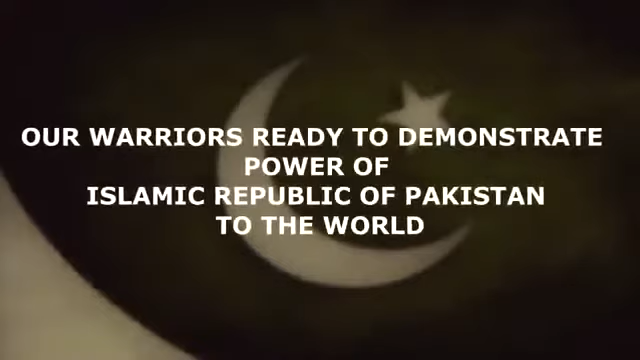 OUR WARRIORS READY TO DEMONSTRATE
POWER OF
ISLAMIC REPUBLIC OF PAKISTAN
TO THE WORLD